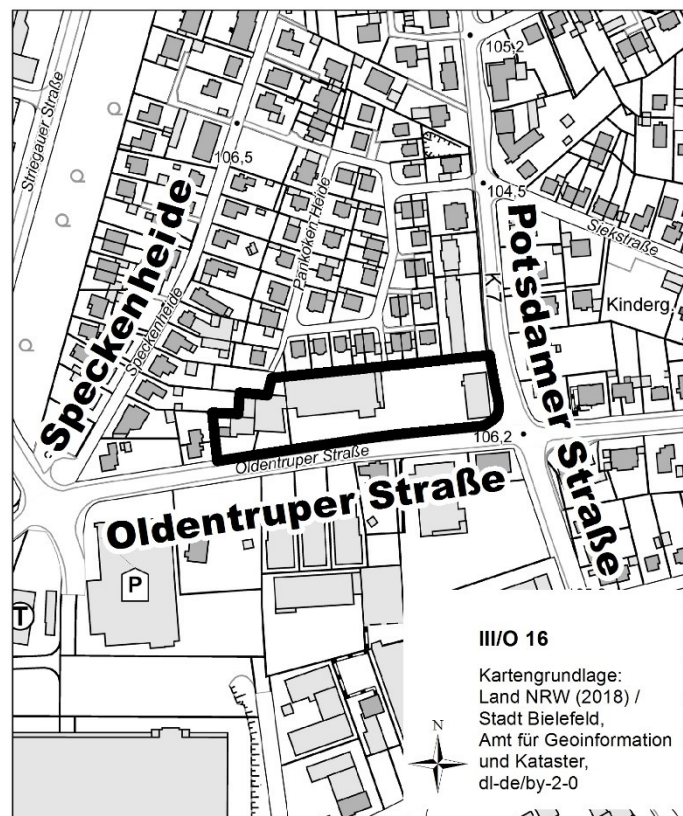 105,2
Striegauer Straße
106,5
Pankoken Heide
104,5
Siekstraße
Speckenheide
Speckenheide
K 7
Potsdamer Straße
Kinderg.
106,2
Oldentruper Straße
Oldentruper Straße
P
T
III/O 16
Kartengrundlage:
Land NRW (2018) /
Stadt Bielefeld,
Amt für Geoinformation
und Kataster,
dl-de/by-2-0
N